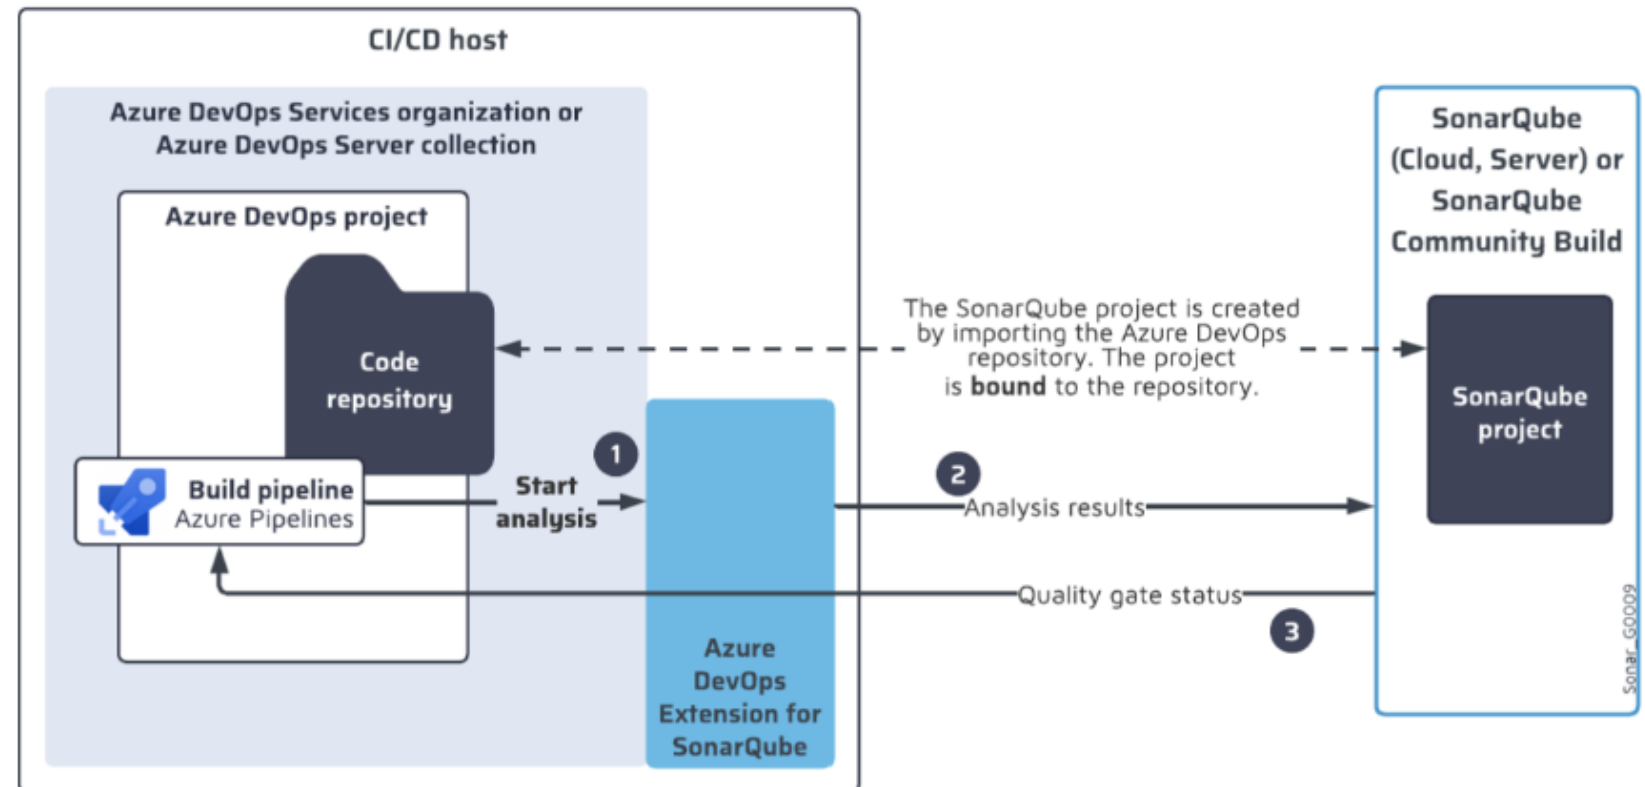 CI/CD host
Azure DevOps Services organization or
Azure DevOps Server collection
Azure DevOps project
Code
repository
Build pipeline
Azure Pipelines
1
Start
analysis
Azure
DevOps
Extension for
SonarQube
The SonarQube project is created
by importing the Azure DevOps
repository. The project
is bound to the repository.
2
Analysis results
Quality gate status
3
SonarQube
(Cloud, Server) or
SonarQube
Community Build
SonarQube
project
Sonar_G0009